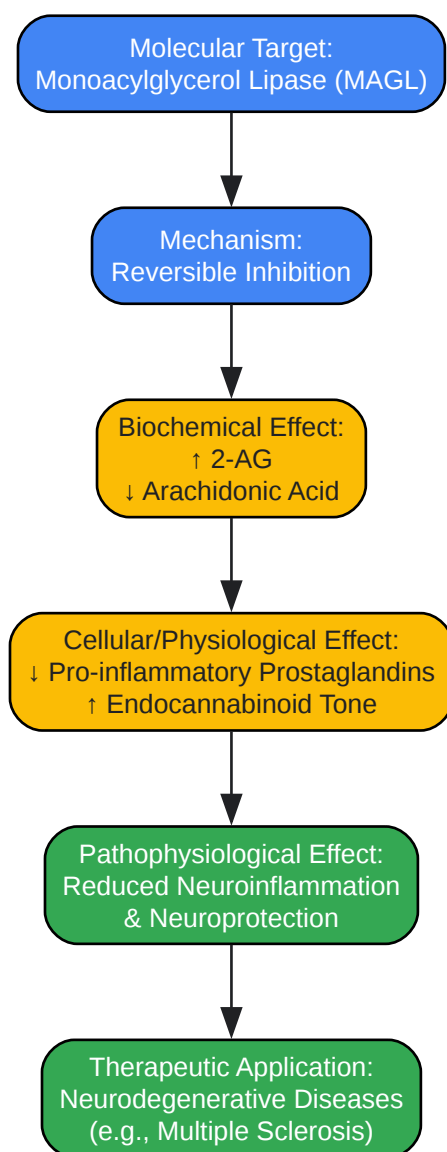 Molecular Target:
Monoacylglycerol Lipase (MAGL)
Mechanism:
Reversible Inhibition
Biochemical Effect:
↑ 2-AG
↓ Arachidonic Acid
Cellular/Physiological Effect:
↓ Pro-inflammatory Prostaglandins
↑ Endocannabinoid Tone
Pathophysiological Effect:
Reduced Neuroinflammation
& Neuroprotection
Therapeutic Application:
Neurodegenerative Diseases
(e.g., Multiple Sclerosis)